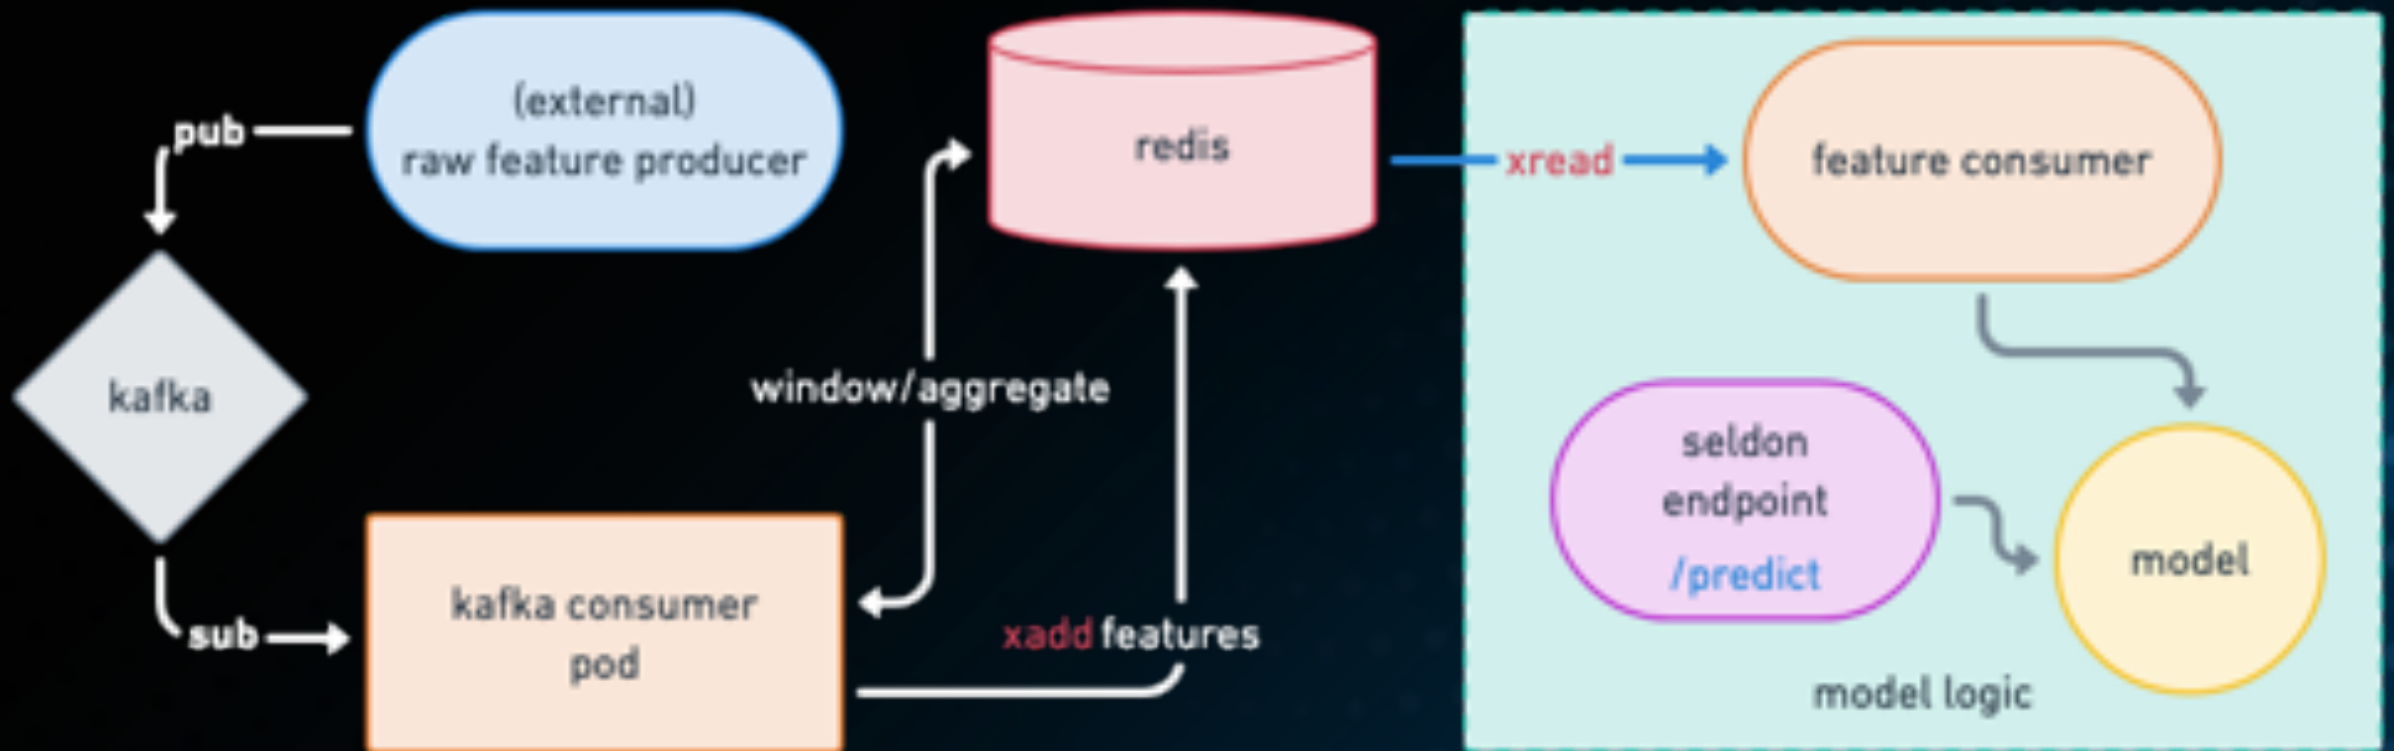 (external)
raw feature producer
pub
kafka
sub
kafka consumer
pod
window/aggregate
xadd features
redis
xread
feature consumer
seldon
endpoint
/predict
model
model logic